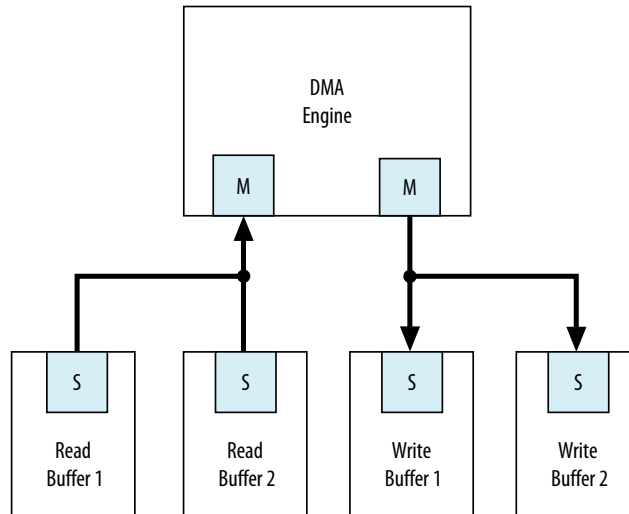 DMA
Engine
M
M
S
S
S
S
Read
Buffer 1
Read
Buffer 2
Write
Buffer 1
Write
Buffer 2